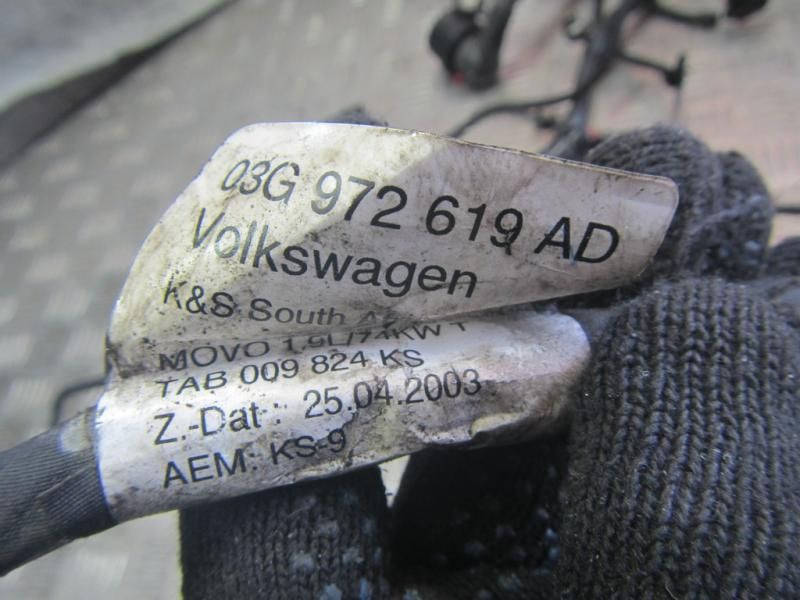 03G 972 619 AD
Volkswagen
K&S South
MOVO 1.9L/74KW T
TAB 009 824 KS
Z.-Dat : 25.04.2003
AEM: KS-9